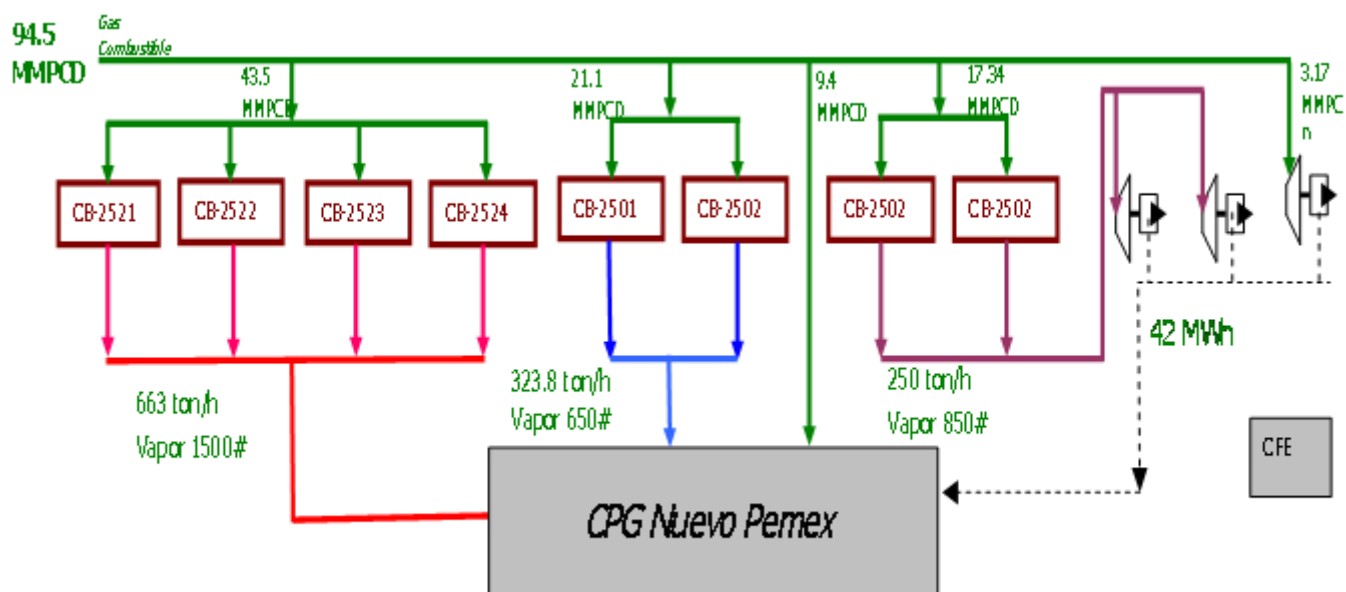 94.5
MMPCD
Gas
Combustible
43.5
MMPCD
21.1
MMPCD
9.4
MMPCD
17.34
MMPCD
3.17
MMPC
n
CB-2521
CB-2522
CB-2523
CB-2524
CB-2501
CB-2502
CB-2502
CB-2502
42 MWh
663 ton/h
Vapor 1500#
323.8 ton/h
Vapor 650#
250 ton/h
Vapor 850#
CFE
CPG Nuevo Pemex